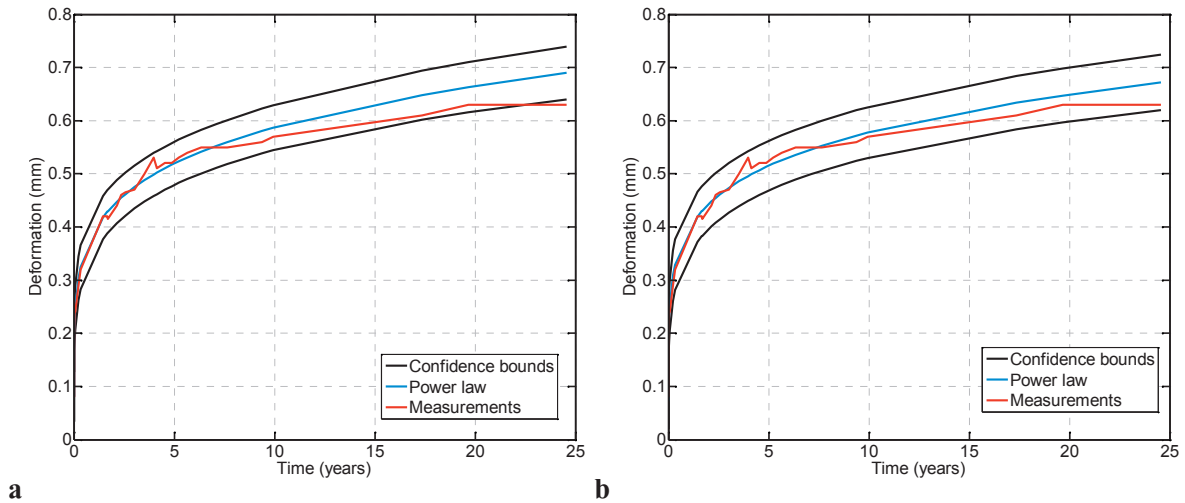 0.8
0.7
0.6
0.5
0.4
0.3
0.2
0.1
0
Deformation (mm)
Confidence bounds
Power law
Measurements
0 5 10 15 20 25
Time (years)
a
0.8
0.7
0.6
0.5
0.4
0.3
0.2
0.1
0
Deformation (mm)
Confidence bounds
Power law
Measurements
0 5 10 15 20 25
Time (years)
b